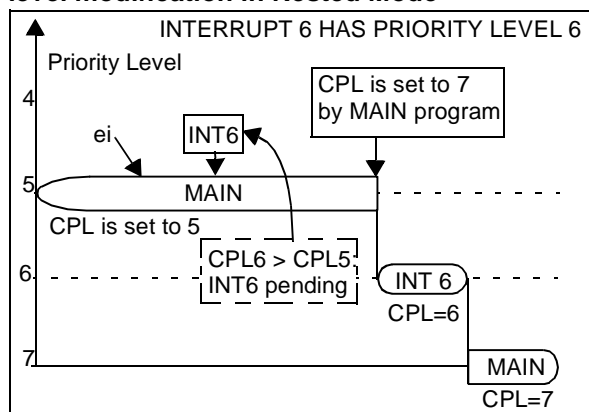 level modification in Nested Mode
INTERRUPT 6 HAS PRIORITY LEVEL 6
Priority Level
CPL is set to 7
by MAIN program
4
ei
INT6
5
MAIN
CPL is set to 5
CPL6 > CPL5:
INT6 pending
6
INT 6
CPL=6
7
MAIN
CPL=7